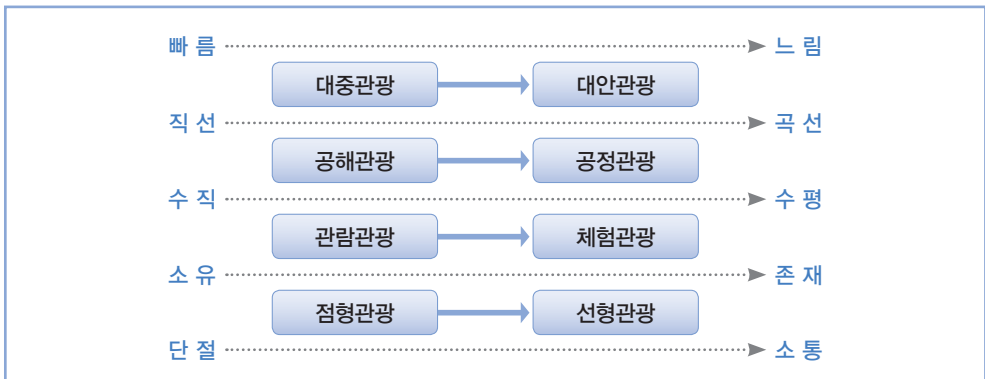 빠 름 느 림
대중관광 대안관광
직 선 곡 선
공해관광 공정관광
수 직 수 평
관람관광 체험관광
소 유 존 재
점형관광 선형관광
단 절 소 통